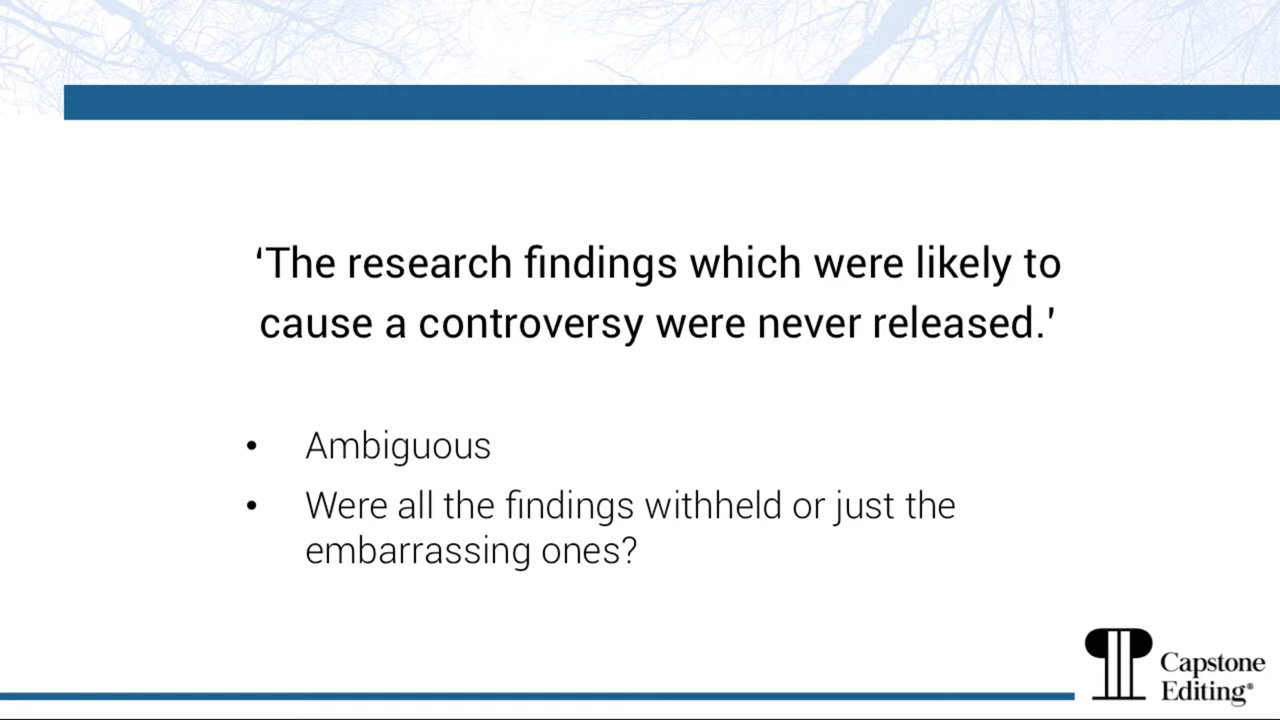 ‘The research findings which were likely to
cause a controversy were never released.’
• Ambiguous
• Were all the findings withheld or just the
embarrassing ones?
Capstone
Editing®